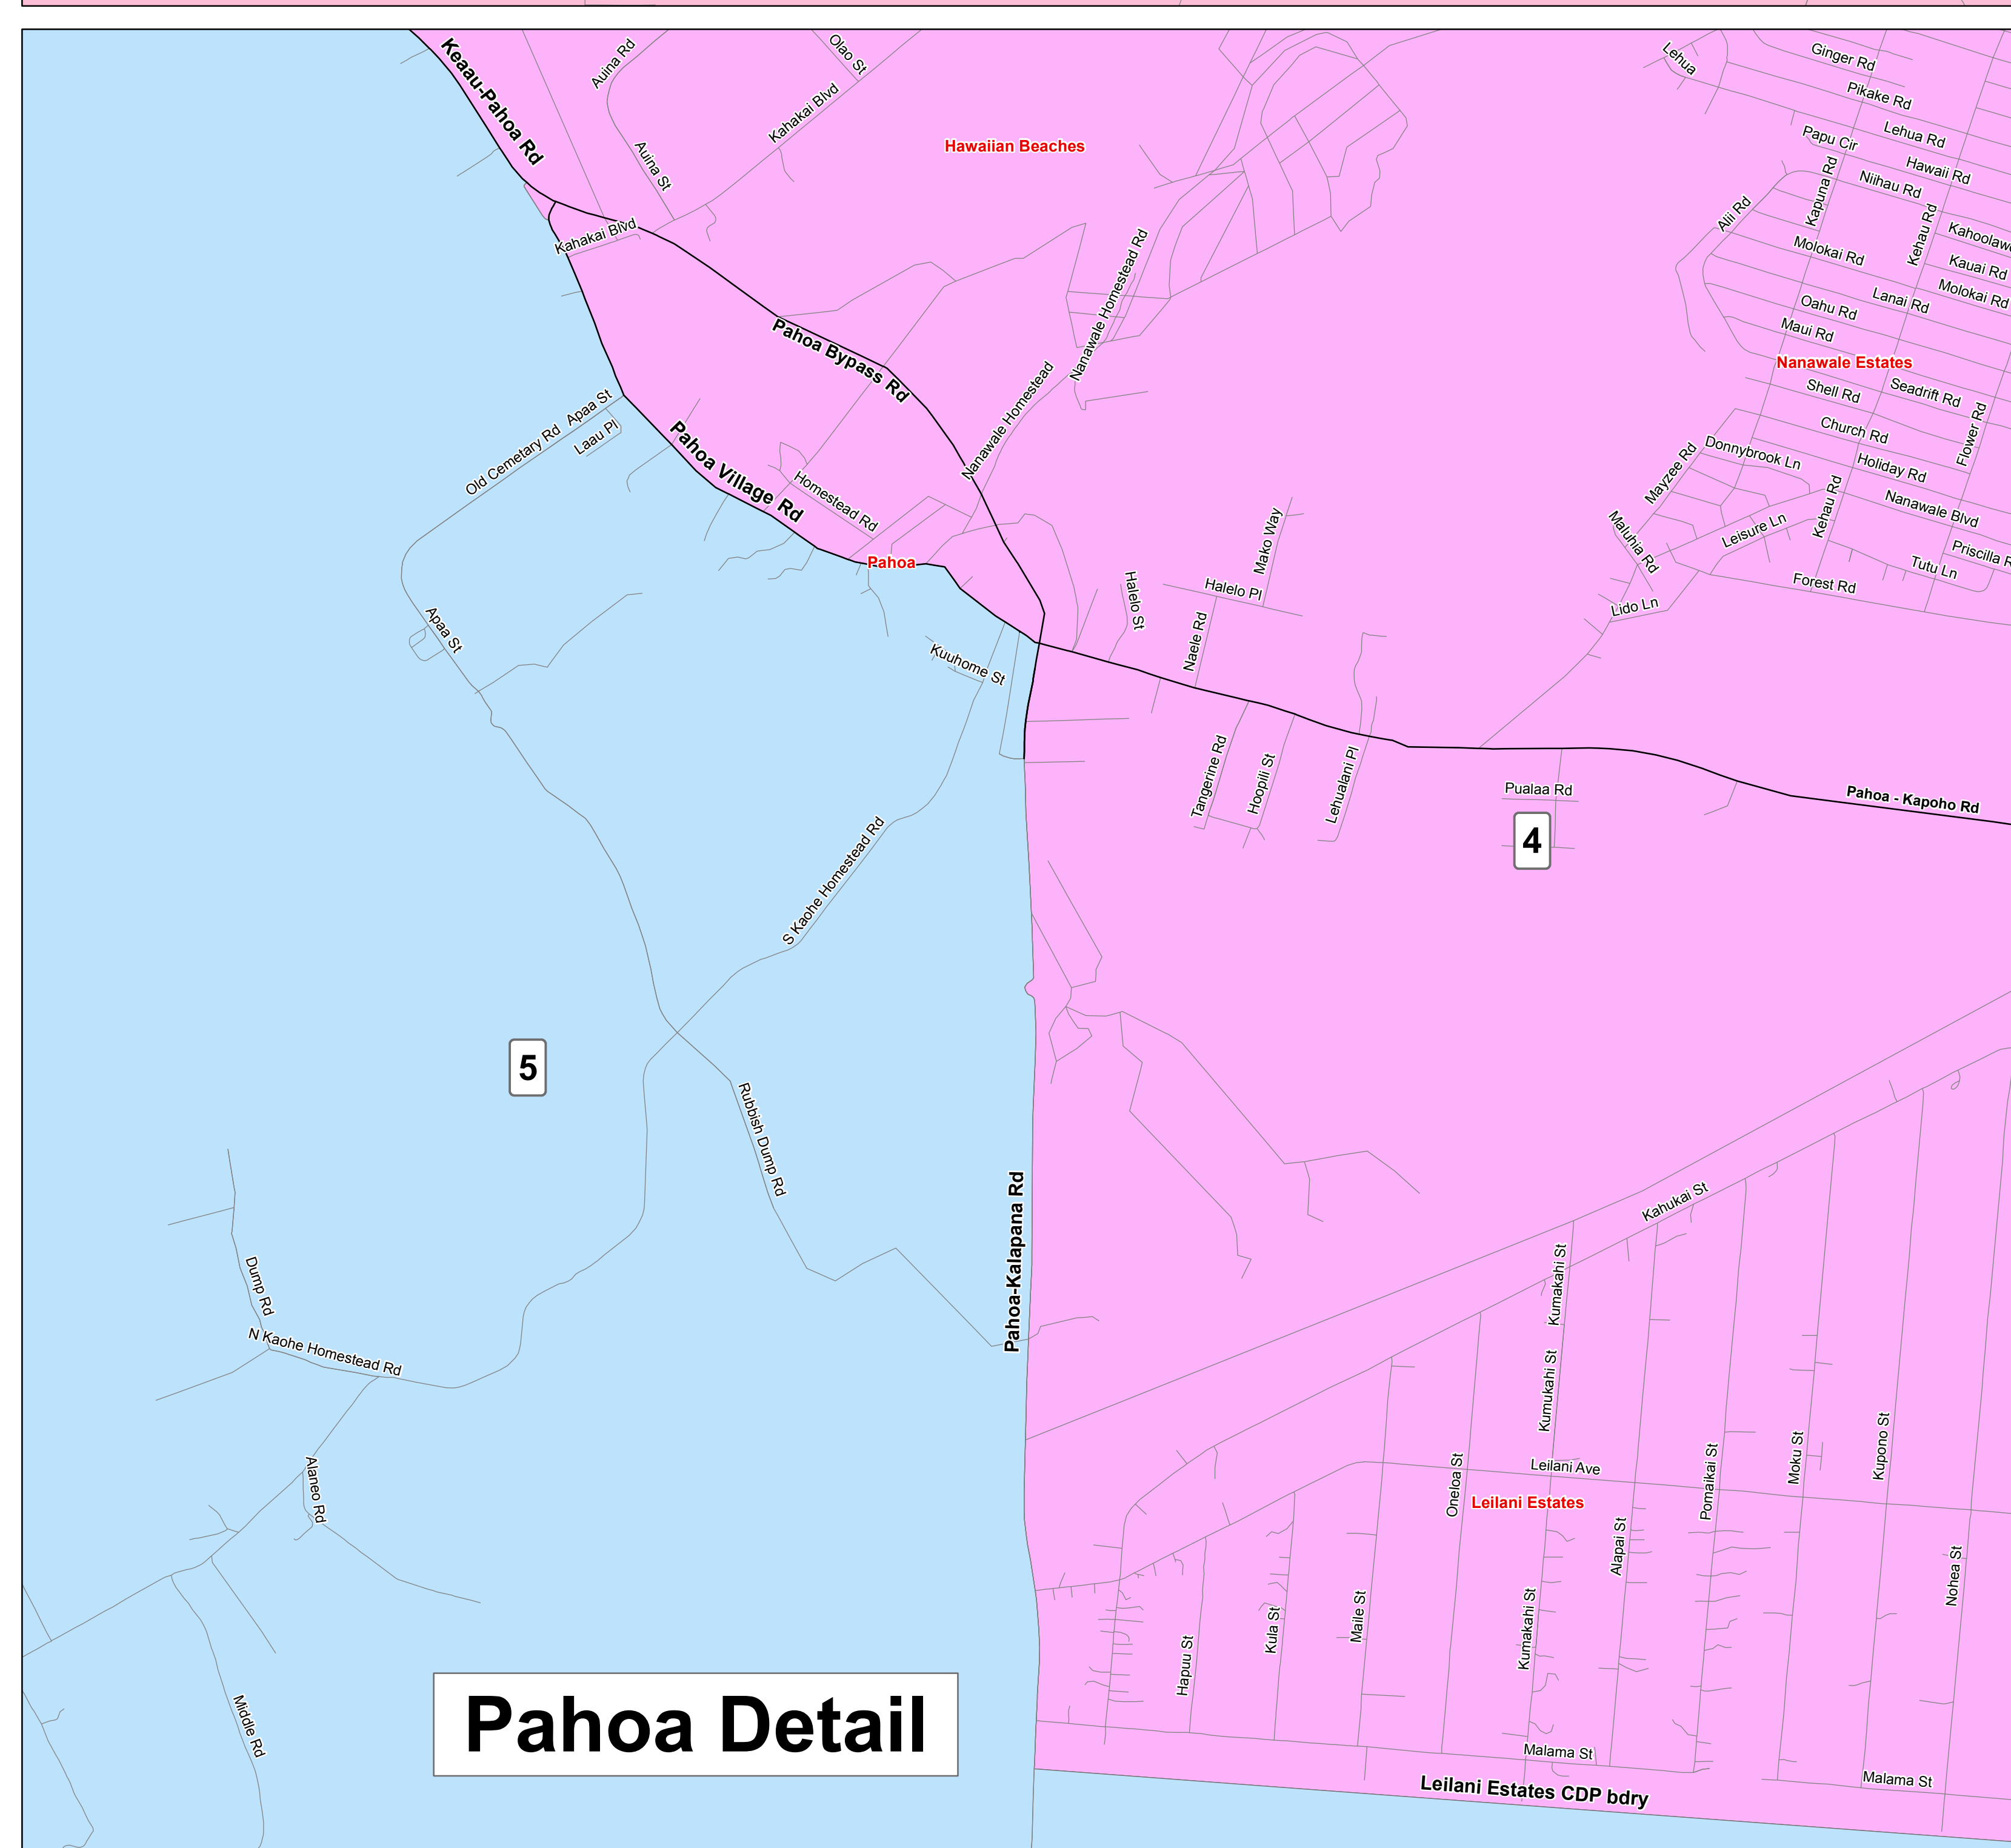 Keaau-Pahoa Rd
Auina Rd
Olao St
Kahakai Blvd
Auina St
Kahakai Blvd
Hawaiian Beaches
Lehua
Ginger Rd
Pikake Rd
Lehua Rd
Papu Cir
Hawaii Rd
Niihau Rd
Kapuna Rd
Alii Rd
Kehau Rd
Kahoolaw
Molokai Rd
Kauai Rd
Molokai Rd
Lanai Rd
Oahu Rd
Maui Rd
Nanawale Estates
Shell Rd
Seadrift Rd
Flower Rd
Church Rd
Donnybrook Ln
Holiday Rd
Mayzee Rd
Kehau Rd
Nanawale Blvd
Leisure Ln
Maluhia Rd
Priscilla R
Tutu Ln
Forest Rd
Lido Ln
Nanawale Homestead Rd
Pahoa Bypass Rd
Nanawale Homestead
Apaa St
Old Cemetary Rd
Laau Pl
Pahoa Village Rd
Homestead Rd
Pahoa
Mako Way
Halelo St
Halelo Pl
Naele Rd
Apaa St
Kuuhome St
Tangerine Rd
Hoopili St
Lehualani Pl
Pualaa Rd
Pahoa - Kapoho Rd
4
S Kaohe Homestead Rd
5
Rubbish Dump Rd
Pahoa-Kalapana Rd
Dump Rd
N Kaohe Homestead Rd
Alaneo Rd
Middle Rd
Kahukai St
Kumakahi St
Kumukahi St
Leilani Ave
Oneloa St
Leilani Estates
Pomaikai St
Moku St
Kupono St
Alapai St
Nohea St
Kumakahi St
Maile St
Kula St
Hapuu St
Malama St
Malama St
Leilani Estates CDP bdry
Pahoa Detail